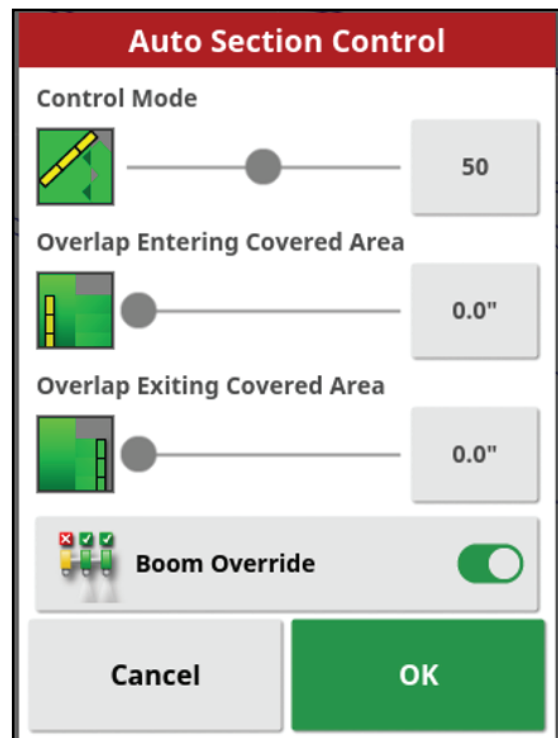 Auto Section Control
Control Mode
50
Overlap Entering Covered Area
0.0"
Overlap Exiting Covered Area
0.0"
Boom Override
Cancel
OK